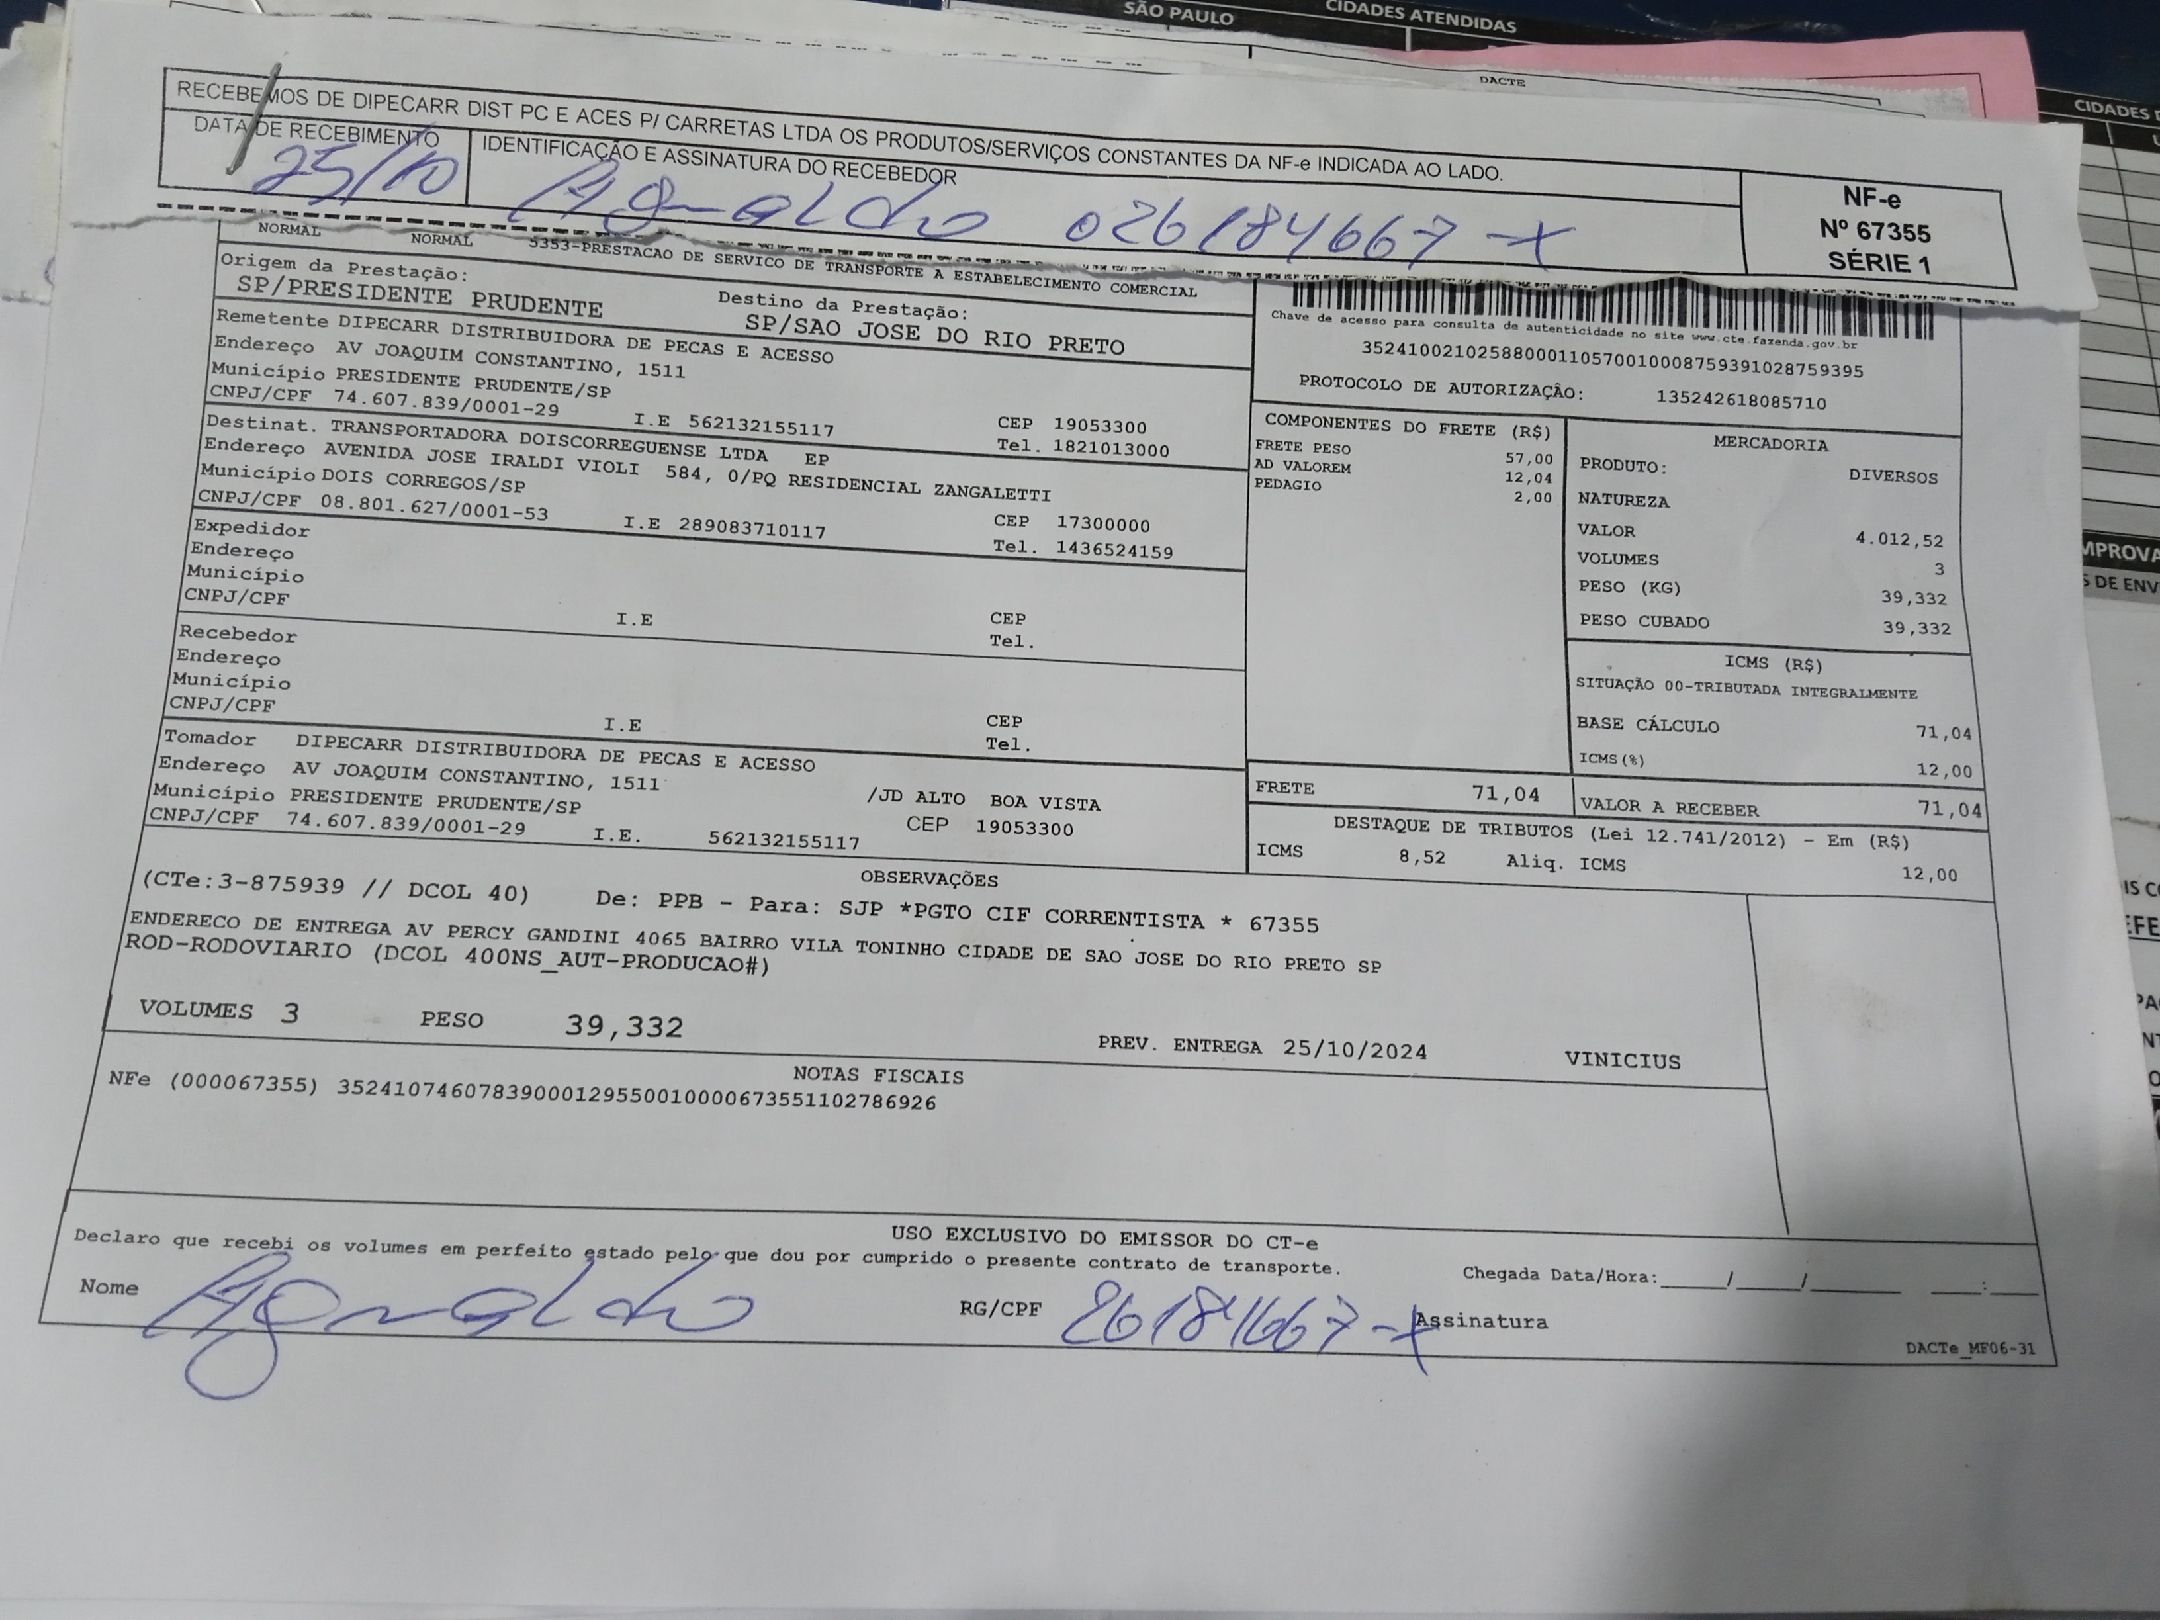 SÃO PAULO
CIDADES ATENDIDAS
DACTE
CIDADES
RECEBEMOS DE DIPECARR DIST PC E ACES P/ CARRETAS LTDA OS PRODUTOS/SERVIÇOS CONSTANTES DA NF-e INDICADA AO LADO.
DATA DE RECEBIMENTO
IDENTIFICAÇÃO E ASSINATURA DO RECEBEDOR
25/10
Agnaldo 026184667-X
NF-e
Nº 67355
SÉRIE 1
NORMAL NORMAL 5353-PRESTACAO DE SERVICO DE TRANSPORTE A ESTABELECIMENTO COMERCIAL
Origem da Prestação:
SP/PRESIDENTE PRUDENTE
Destino da Prestação:
SP/SAO JOSE DO RIO PRETO
Remetente DIPECARR DISTRIBUIDORA DE PECAS E ACESSO
Endereço AV JOAQUIM CONSTANTINO, 1511
Município PRESIDENTE PRUDENTE/SP
CNPJ/CPF 74.607.839/0001-29 I.E 562132155117
CEP 19053300
Tel. 1821013000
Destinat. TRANSPORTADORA DOISCORREGUENSE LTDA EP
Endereço AVENIDA JOSE IRALDI VIOLI 584, 0/PQ RESIDENCIAL ZANGALETTI
Município DOIS CORREGOS/SP
CNPJ/CPF 08.801.627/0001-53 I.E 289083710117
CEP 17300000
Tel. 1436524159
Expedidor
Endereço
Município
CNPJ/CPF
I.E CEP
Tel.
Recebedor
Endereço
Município
CNPJ/CPF
I.E CEP
Tel.
Tomador DIPECARR DISTRIBUIDORA DE PECAS E ACESSO
Endereço AV JOAQUIM CONSTANTINO, 1511 /JD ALTO BOA VISTA
Município PRESIDENTE PRUDENTE/SP CEP 19053300
CNPJ/CPF 74.607.839/0001-29 I.E. 562132155117
Chave de acesso para consulta de autenticidade no site www.cte.fazenda.gov.br
35241002102588000110570010008759391028759395
PROTOCOLO DE AUTORIZAÇÃO: 135242618085710
COMPONENTES DO FRETE (R$)
FRETE PESO 57,00
AD VALOREM 12,04
PEDAGIO 2,00
MERCADORIA
PRODUTO: DIVERSOS
NATUREZA
VALOR 4.012,52
VOLUMES 3
PESO (KG) 39,332
PESO CUBADO 39,332
ICMS (R$)
SITUAÇÃO 00-TRIBUTADA INTEGRALMENTE
BASE CÁLCULO 71,04
ICMS(%) 12,00
FRETE 71,04
VALOR A RECEBER 71,04
DESTAQUE DE TRIBUTOS (Lei 12.741/2012) - Em (R$)
ICMS 8,52 Aliq. ICMS 12,00
OBSERVAÇÕES
(CTe:3-875939 // DCOL 40) De: PPB - Para: SJP *PGTO CIF CORRENTISTA * 67355
ENDERECO DE ENTREGA AV PERCY GANDINI 4065 BAIRRO VILA TONINHO CIDADE DE SAO JOSE DO RIO PRETO SP
ROD-RODOVIARIO (DCOL 400NS_AUT-PRODUCAO#)
VOLUMES 3 PESO 39,332
PREV. ENTREGA 25/10/2024 VINICIUS
NOTAS FISCAIS
NFe (000067355) 35241074607839000129550010000673551102786926
USO EXCLUSIVO DO EMISSOR DO CT-e
Declaro que recebi os volumes em perfeito estado pelo que dou por cumprido o presente contrato de transporte.
Chegada Data/Hora:_____/_____/_______ ____:____
Nome Agnaldo RG/CPF 26184667-X Assinatura
DACTe_MF06-31